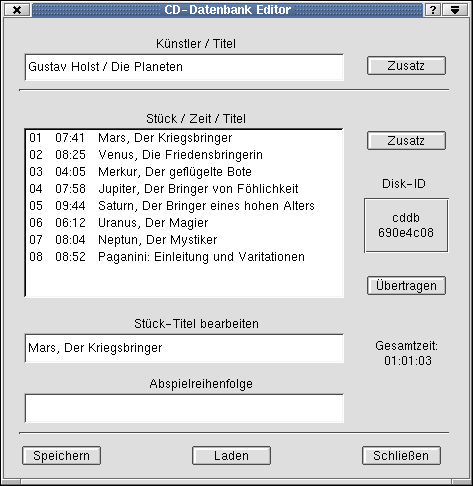 CD-Datenbank Editor
Künstler / Titel
Gustav Holst / Die Planeten
Zusatz
Stück / Zeit / Titel
01 07:41 Mars, Der Kriegsbringer
02 08:25 Venus, Die Friedensbringerin
03 04:05 Merkur, Der geflügelte Bote
04 07:58 Jupiter, Der Bringer von Föhlichkeit
05 09:44 Saturn, Der Bringer eines hohen Alters
06 06:12 Uranus, Der Magier
07 08:04 Neptun, Der Mystiker
08 08:52 Paganini: Einleitung und Varitationen
Zusatz
Disk-ID
cddb
690e4c08
Übertragen
Stück-Titel bearbeiten
Mars, Der Kriegsbringer
Gesamtzeit:
01:01:03
Abspielreihenfolge
Speichern
Laden
Schließen